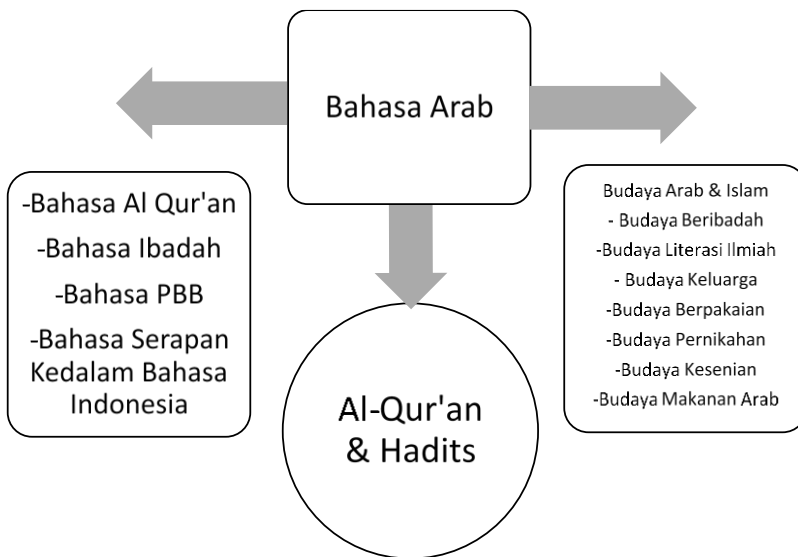 Bahasa Arab
-Bahasa Al Qur'an
-Bahasa Ibadah
-Bahasa PBB
-Bahasa Serapan
Kedalam Bahasa
Indonesia
Al-Qur'an
& Hadits
Budaya Arab & Islam
- Budaya Beribadah
-Budaya Literasi Ilmiah
- Budaya Keluarga
-Budaya Berpakaian
-Budaya Pernikahan
-Budaya Kesenian
-Budaya Makanan Arab